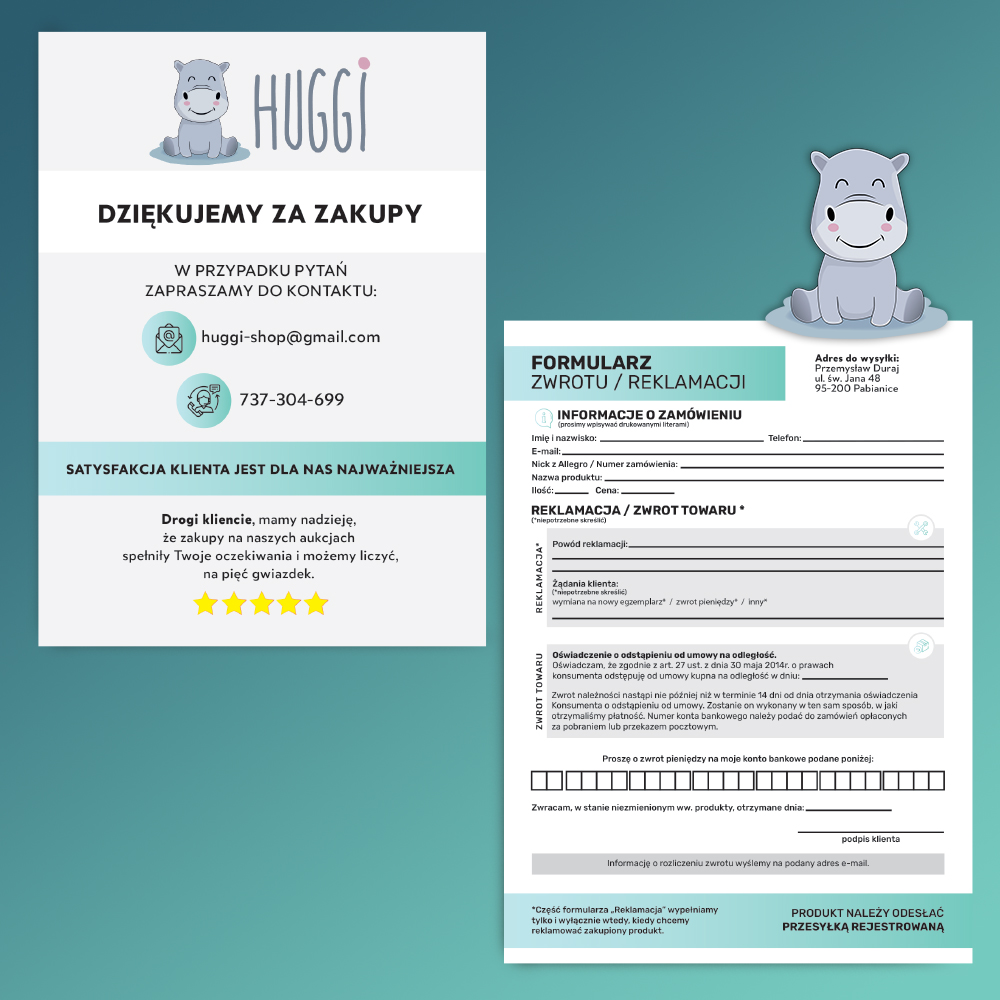 HUGGi
DZIĘKUJEMY ZA ZAKUPY
W PRZYPADKU PYTAŃ
ZAPRASZAMY DO KONTAKTU:
huggi-shop@gmail.com
737-304-699
SATYSFAKCJA KLIENTA JEST DLA NAS NAJWAŻNIEJSZA
Drogi kliencie, mamy nadzieję,
że zakupy na naszych aukcjach
spełniły Twoje oczekiwania i możemy liczyć,
na pięć gwiazdek.
FORMULARZ
ZWROTU / REKLAMACJI
Adres do wysyłki:
Przemysław Duraj
ul. św. Jana 48
95-200 Pabianice
INFORMACJE O ZAMÓWIENIU
(prosimy wpisywać drukowanymi literami)
Imię i nazwisko: Telefon:
E-mail:
Nick z Allegro / Numer zamówienia:
Nazwa produktu:
Ilość: Cena:
REKLAMACJA / ZWROT TOWARU *
(*niepotrzebne skreślić)
REKLAMACJA*
Powód reklamacji:
Żądania klienta:
(*niepotrzebne skreślić)
wymiana na nowy egzemplarz* / zwrot pieniędzy* / inny*
ZWROT TOWARU
Oświadczenie o odstąpieniu od umowy na odległość.
Oświadczam, że zgodnie z art. 27 ust. z dnia 30 maja 2014r. o prawach
konsumenta odstępuję od umowy kupna na odległość w dniu:
Zwrot należności nastąpi nie później niż w terminie 14 dni od dnia otrzymania oświadczenia
Konsumenta o odstąpieniu od umowy. Zostanie on wykonany w ten sam sposób, w jaki
otrzymaliśmy płatność. Numer konta bankowego należy podać do zamówień opłaconych
za pobraniem lub przekazem pocztowym.
Proszę o zwrot pieniędzy na moje konto bankowe podane poniżej:
Zwracam, w stanie niezmienionym ww. produkty, otrzymane dnia:
podpis klienta
Informację o rozliczeniu zwrotu wyślemy na podany adres e-mail.
*Część formularza „Reklamacja" wypełniamy
tylko i wyłącznie wtedy, kiedy chcemy
reklamować zakupiony produkt.
PRODUKT NALEŻY ODESŁAĆ
PRZESYŁKĄ REJESTROWANĄ